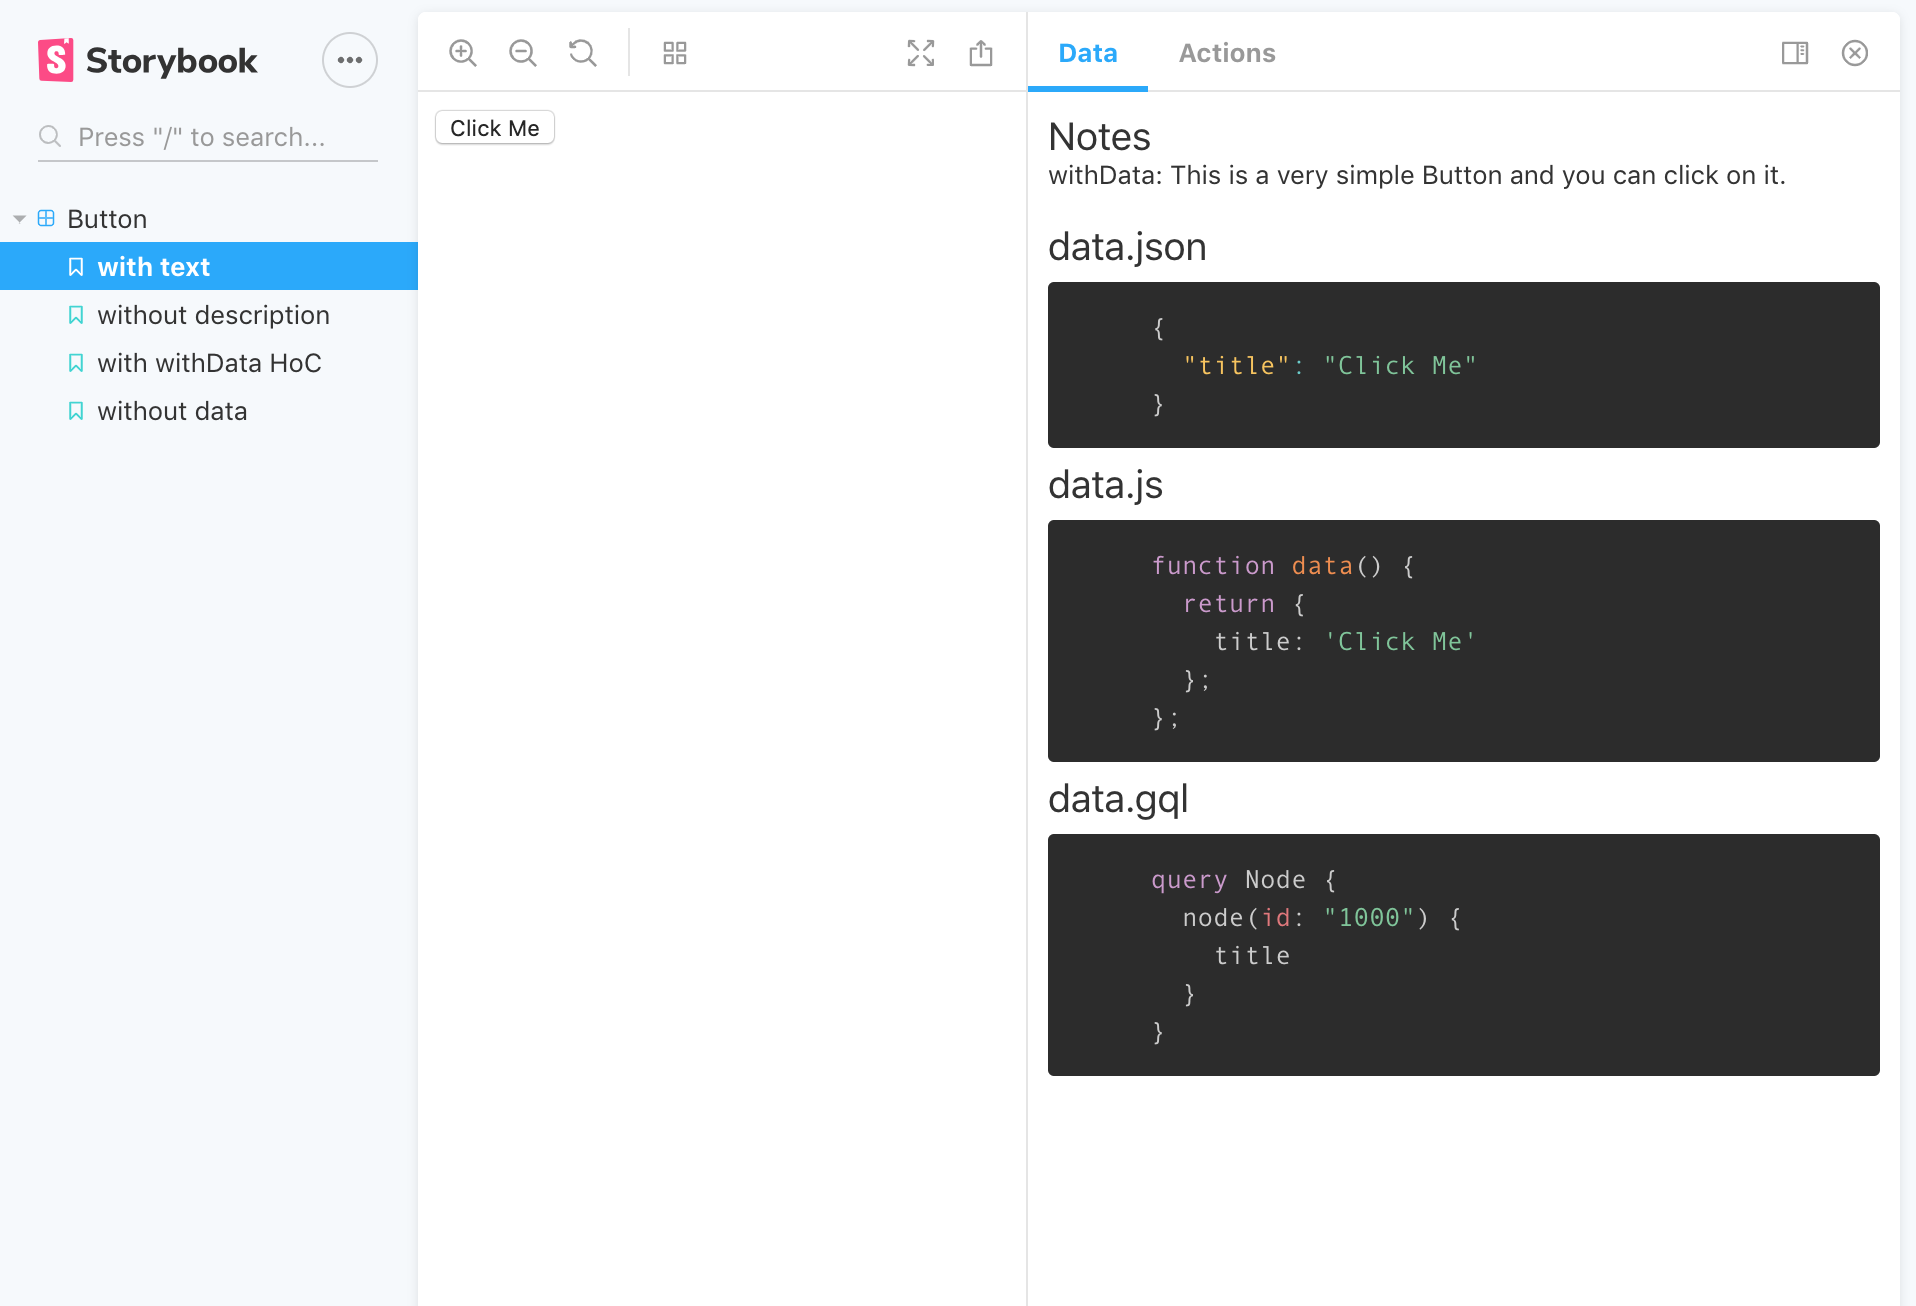 Storybook
Press "/" to search...
Button
with text
without description
with withData HoC
without data
Click Me
Data
Actions
Notes
withData: This is a very simple Button and you can click on it.
data.json
{
  "title": "Click Me"
}
data.js
function data() {
  return {
    title: 'Click Me'
  };
};
data.gql
query Node {
  node(id: "1000") {
    title
  }
}